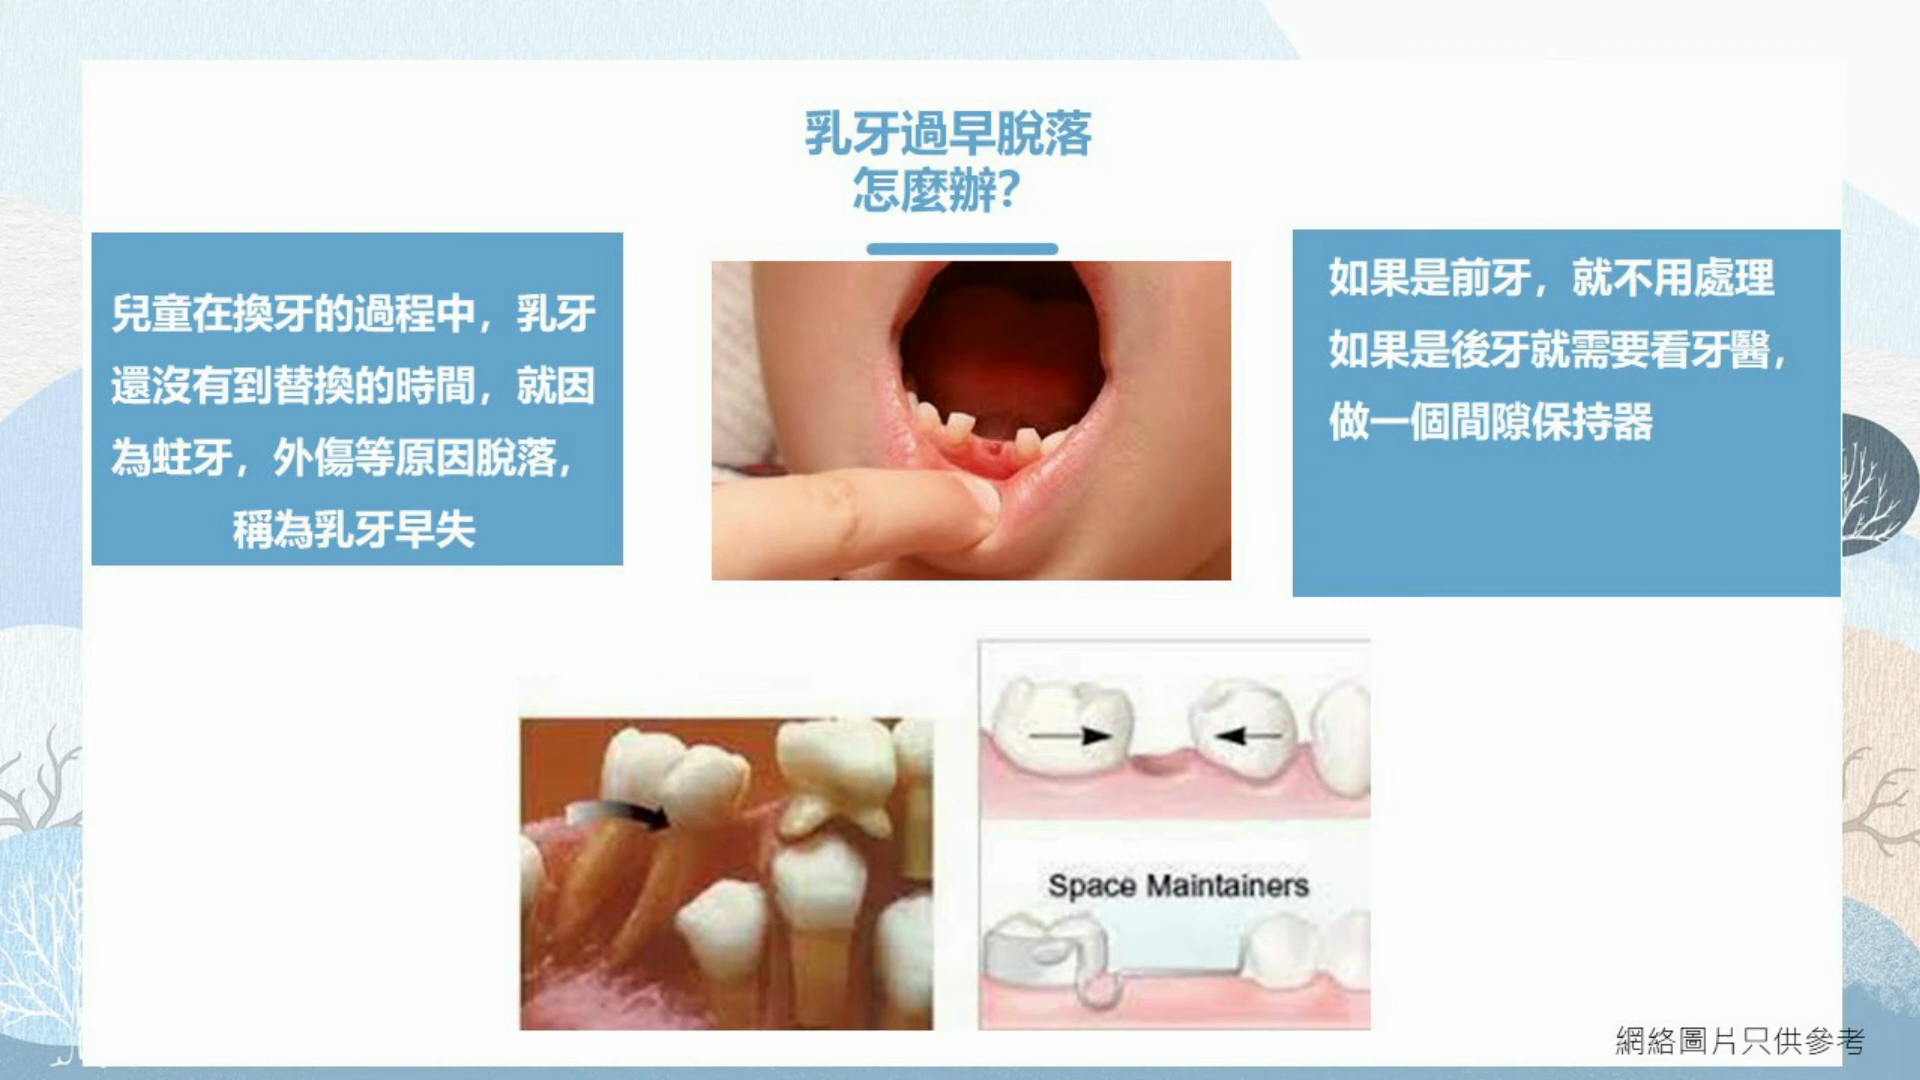 乳牙過早脫落
怎麼辦？
兒童在換牙的過程中，乳牙
還沒有到替換的時間，就因
為蛀牙，外傷等原因脫落，
稱為乳牙早失
如果是前牙，就不用處理
如果是後牙就需要看牙醫，
做一個間隙保持器
Space Maintainers
網絡圖片只供參考